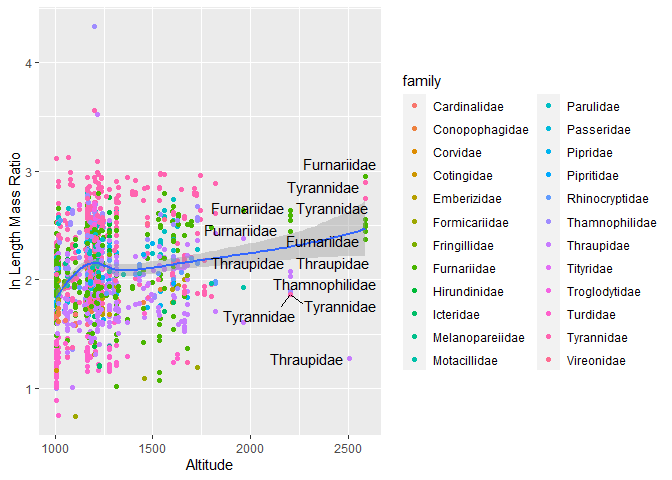 4
3
2
1
ln Length Mass Ratio
1000
1500
2000
2500
Altitude
Furnariidae
Tyrannidae
Furnariidae
Tyrannidae
Furnariidae
Furnariidae
Thraupidae
Thraupidae
Thamnophilidae
Tyrannidae
Tyrannidae
Thraupidae
family
Cardinalidae
Conopophagidae
Corvidae
Cotingidae
Emberizidae
Formicariidae
Fringillidae
Furnariidae
Hirundinidae
Icteridae
Melanopareiidae
Motacillidae
Parulidae
Passeridae
Pipridae
Pipritidae
Rhinocryptidae
Thamnophilidae
Thraupidae
Tityridae
Troglodytidae
Turdidae
Tyrannidae
Vireonidae